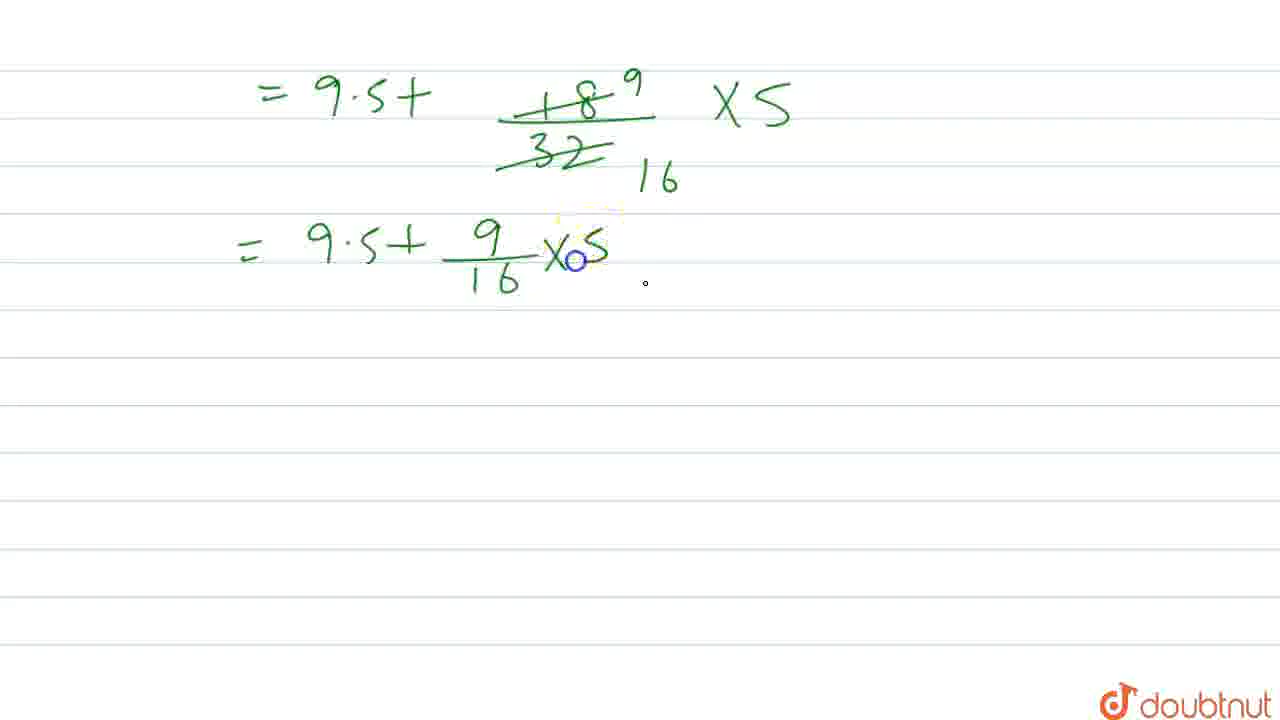 = 9.5 + 18/32 9/16 × 5
= 9.5 + 9/16 × 5
doubtnut